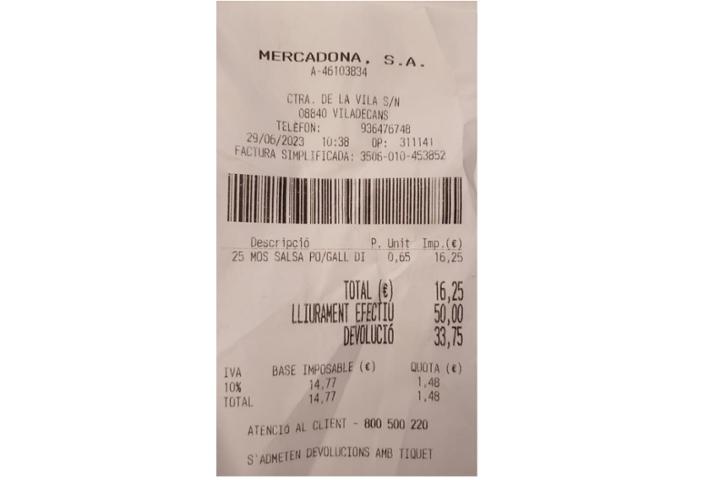 MERCADONA, S.A.
A-46103834
CTRA. DE LA VILA S/N
08840 VILADECANS
TELÈFON: 936476748
29/06/2023 10:38 OP: 311141
FACTURA SIMPLIFICADA: 3506-010-453852
Descripció P. Unit Imp.(€)
25 MOS SALSA PO/GALL DI 0,65 16,25
TOTAL (€) 16,25
LLIURAMENT EFECTIU 50,00
DEVOLUCIÓ 33,75
IVA BASE IMPOSABLE (€) QUOTA (€)
10% 14,77 1,48
TOTAL 14,77 1,48
ATENCIÓ AL CLIENT - 800 500 220
S'ADMETEN DEVOLUCIONS AMB TIQUET